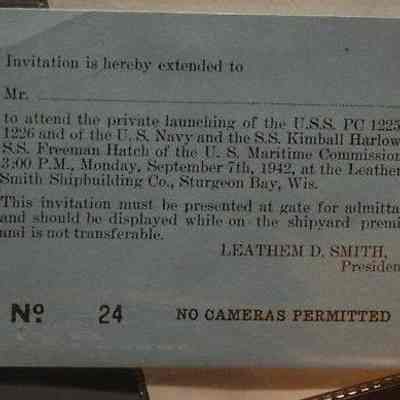 Invitation is hereby extended to
Mr.
to attend the private launching of the U.S.S. PC 1225
1226 and of the U. S. Navy and the S.S. Kimball Harlow
S.S. Freeman Hatch of the U. S. Maritime Commission
3:00 P.M., Monday, September 7th, 1942, at the Leather
Smith Shipbuilding Co., Sturgeon Bay, Wis.
This invitation must be presented at gate for admitta
and should be displayed while on the shipyard premi
and is not transferable.
LEATHEM D. SMITH,
Presiden
No 24 NO CAMERAS PERMITTED